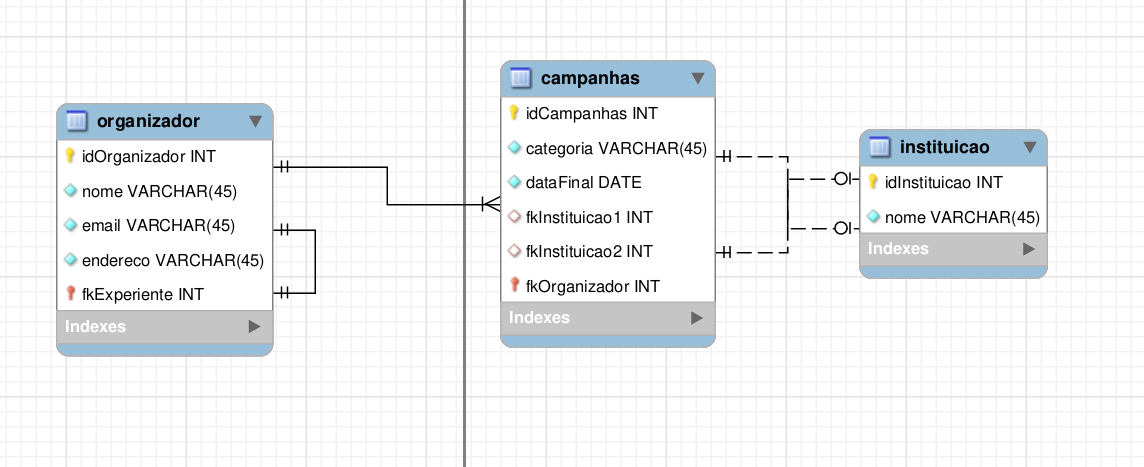 organizador
idOrganizador INT
nome VARCHAR(45)
email VARCHAR(45)
endereco VARCHAR(45)
fkExperiente INT
Indexes
campanhas
idCampanhas INT
categoria VARCHAR(45)
dataFinal DATE
fkInstituicao1 INT
fkInstituicao2 INT
fkOrganizador INT
Indexes
instituicao
idInstituicao INT
nome VARCHAR(45)
Indexes